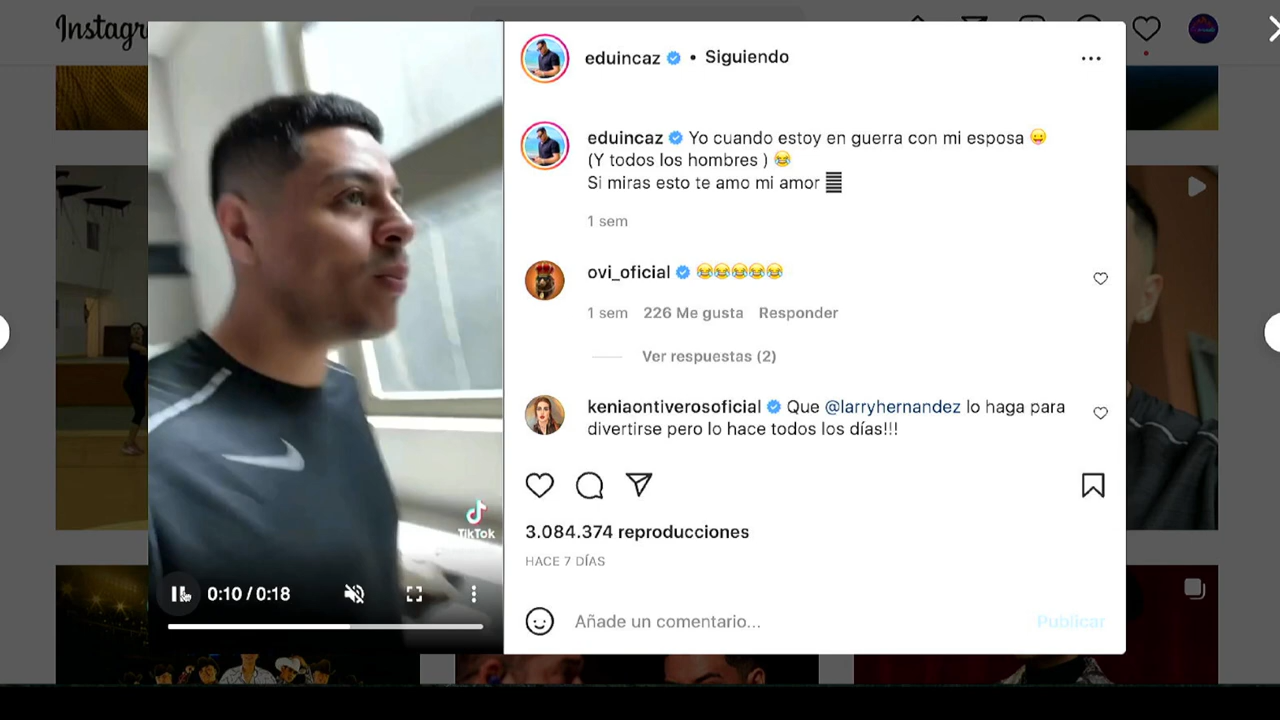 Instagr
eduincaz • Siguiendo
eduincaz Yo cuando estoy en guerra con mi esposa 😛
(Y todos los hombres ) 😂
Si miras esto te amo mi amor
1 sem
ovi_oficial 😂😂😂😂😂
1 sem 226 Me gusta Responder
Ver respuestas (2)
keniaontiverosoficial Que @larryhernandez lo haga para
divertirse pero lo hace todos los días!!!
3.084.374 reproducciones
HACE 7 DÍAS
Añade un comentario... Publicar
TikTok
0:10 / 0:18